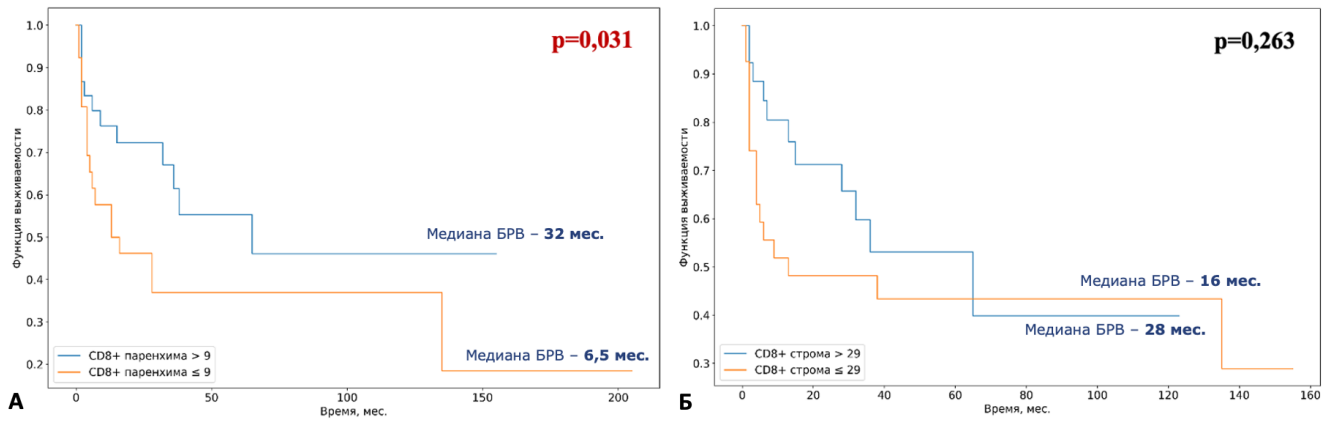 p=0,031
1.0
0.9
0.8
0.7
0.6
0.5
0.4
0.3
0.2
Функция выживаемости
Медиана БРВ – 32 мес.
Медиана БРВ – 6,5 мес.
CD8+ паренхима > 9
CD8+ паренхима ≤ 9
0 50 100 150 200
Время, мес.
А
p=0,263
1.0
0.9
0.8
0.7
0.6
0.5
0.4
0.3
Функция выживаемости
Медиана БРВ – 16 мес.
Медиана БРВ – 28 мес.
CD8+ строма > 29
CD8+ строма ≤ 29
0 20 40 60 80 100 120 140 160
Время, мес.
Б